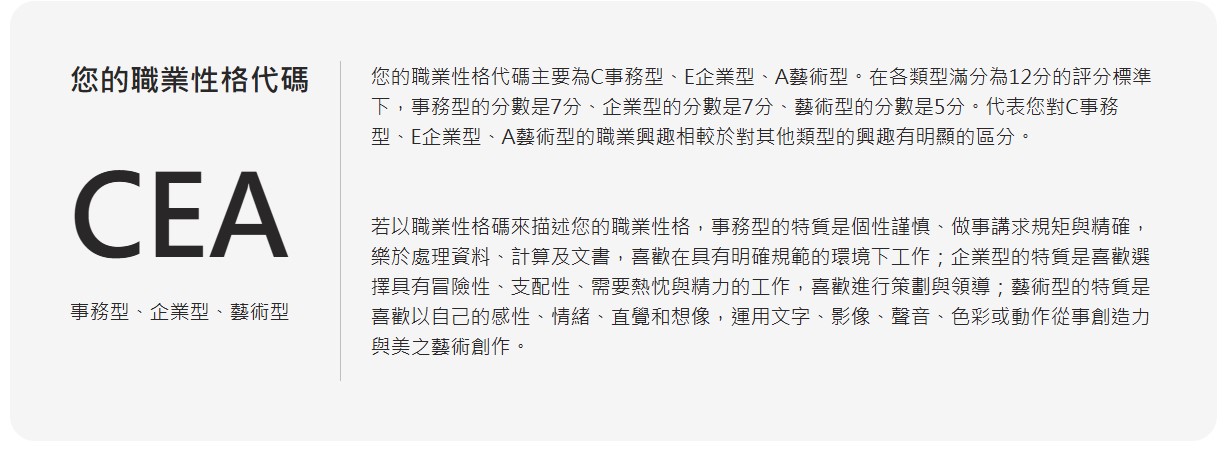 您的職業性格代碼
CEA
事務型、企業型、藝術型
您的職業性格代碼主要為C事務型、E企業型、A藝術型。在各類型滿分為12分的評分標準
下，事務型的分數是7分、企業型的分數是7分、藝術型的分數是5分。代表您對C事務
型、E企業型、A藝術型的職業興趣相較於對其他類型的興趣有明顯的區分。
若以職業性格碼來描述您的職業性格，事務型的特質是個性謹慎、做事講求規矩與精確，
樂於處理資料、計算及文書，喜歡在具有明確規範的環境下工作；企業型的特質是喜歡選
擇具有冒險性、支配性、需要熱忱與精力的工作，喜歡進行策劃與領導；藝術型的特質是
喜歡以自己的感性、情緒、直覺和想像，運用文字、影像、聲音、色彩或動作從事創造力
與美之藝術創作。